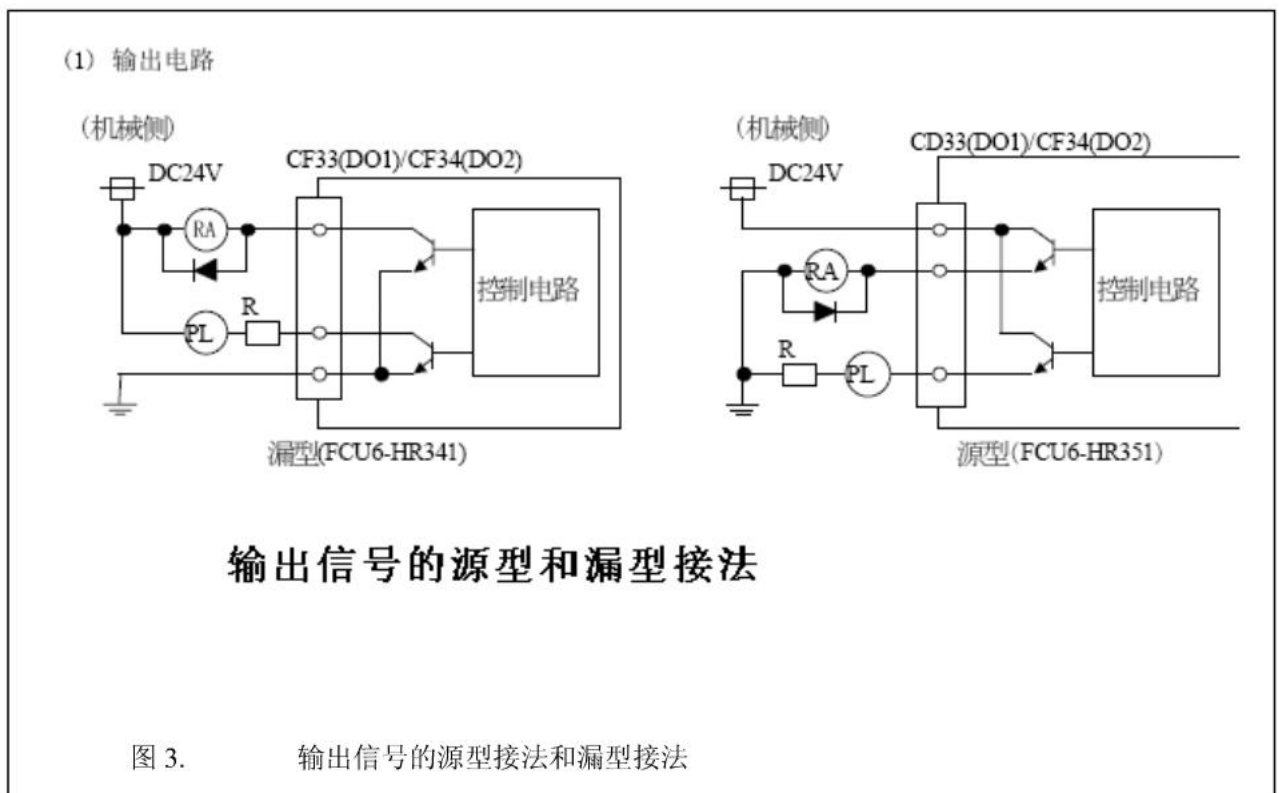 (1) 输出电路
(机械侧)
DC24V
CF33(DO1)/CF34(DO2)
RA
R
PL
控制电路
漏型(FCU6-HR341)
(机械侧)
DC24V
CD33(DO1)/CF34(DO2)
RA
R
PL
控制电路
源型(FCU6-HR351)
输出信号的源型和漏型接法
图 3. 输出信号的源型接法和漏型接法